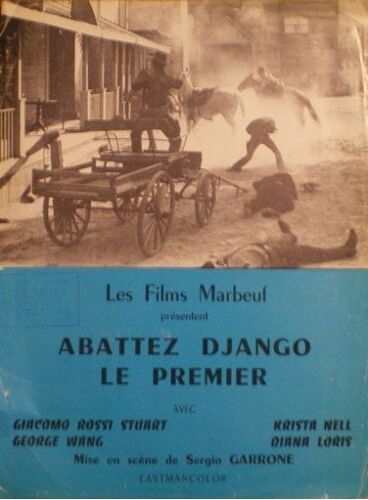 Les Films Marbeuf
présentent
ABATTEZ DJANGO
LE PREMIER
AVEC
GIACOMO ROSSI STUART KRISTA NELL
GEORGE WANG DIANA LORIS
Mise en scène de Sergio GARRONE
EASTMANCOLOR